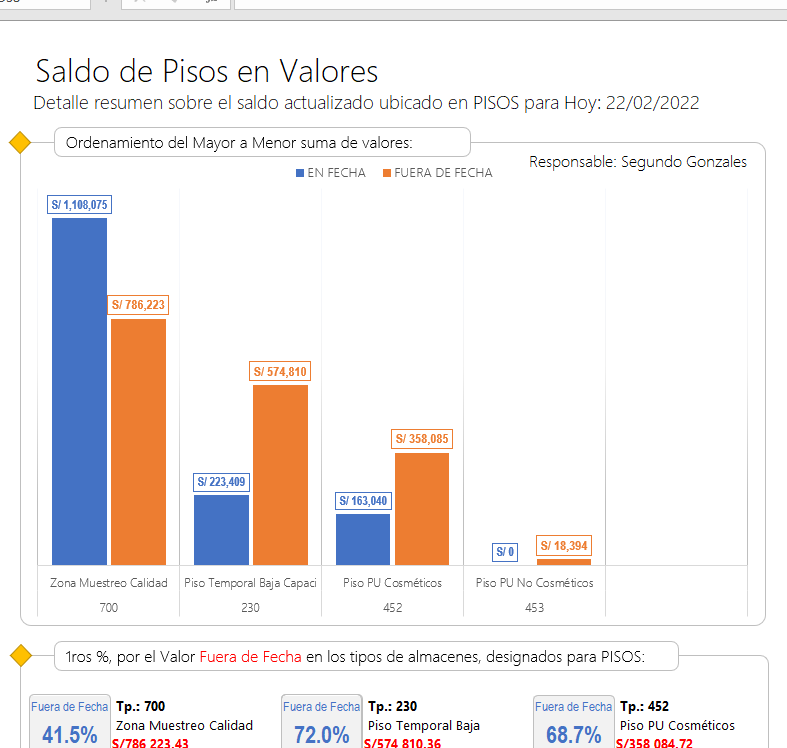 Saldo de Pisos en Valores
Detalle resumen sobre el saldo actualizado ubicado en PISOS para Hoy: 22/02/2022
Ordenamiento del Mayor a Menor suma de valores:
Responsable: Segundo Gonzales
EN FECHA FUERA DE FECHA
S/ 1,108,075
S/ 786,223
S/ 574,810
S/ 358,085
S/ 223,409
S/ 163,040
S/ 0
S/ 18,394
Zona Muestreo Calidad Piso Temporal Baja Capaci Piso PU Cosméticos Piso PU No Cosméticos
700 230 452 453
1ros %, por el Valor Fuera de Fecha en los tipos de almacenes, designados para PISOS:
Fuera de Fecha Tp.: 700 Fuera de Fecha Tp.: 230 Fuera de Fecha Tp.: 452
41.5% Zona Muestreo Calidad 72.0% Piso Temporal Baja 68.7% Piso PU Cosméticos
S/786 223.43 S/574 810.36 S/358 084.72